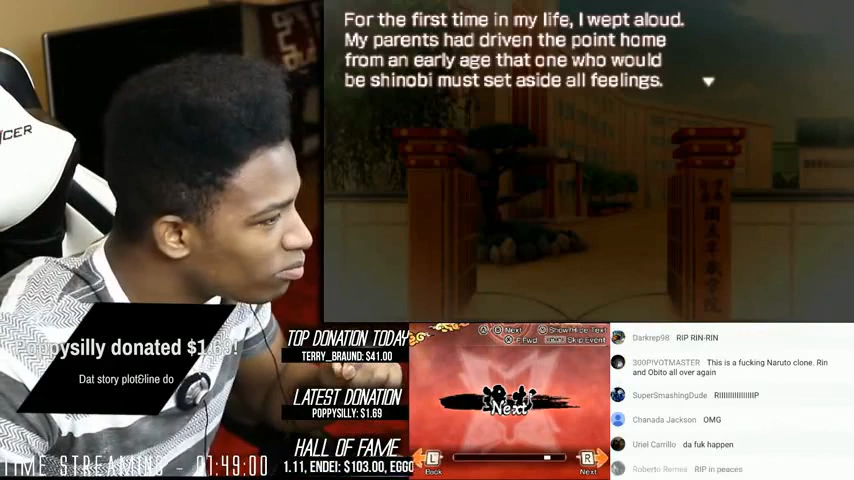 For the first time in my life, I wept aloud.
My parents had driven the point home
from an early age that one who would
be shinobi must set aside all feelings.
donated $1.69!
Dat story plot&line do
TOP DONATION TODAY
TERRY_BRAUND: $41.00
LATEST DONATION
POPPYSILLY: $1.69
HALL OF FAME
1.11, ENDEI: $103.00, EGGO
TIME STREAMING - 01:49:00
Next
Show/Hide Text
F.Fwd
Skip Event
Next
L
Back
R
Next
Darkrep98 RIP RIN-RIN
300PIVOTMASTER This is a fucking Naruto clone. Rin
and Obito all over again
SuperSmashingDude RIIIIIIIIIIIIIIIP
Chanada Jackson OMG
Uriel Carrillo da fuk happen
Roberto Remea RIP in peaces